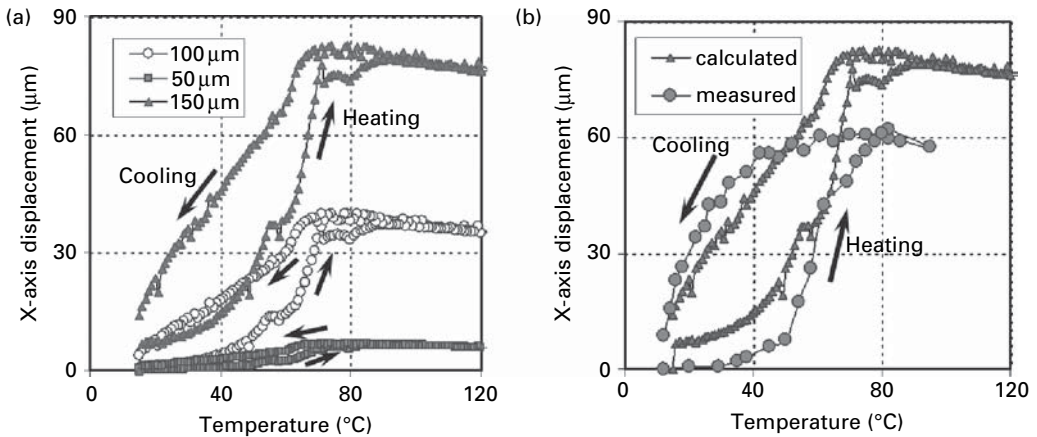 (a)
90
60
30
0
X-axis displacement (μm)
100 μm
50 μm
150 μm
Cooling
Heating
0
40
80
120
Temperature (°C)
(b)
90
60
30
0
X-axis displacement (μm)
calculated
measured
Cooling
Heating
0
40
80
120
Temperature (°C)